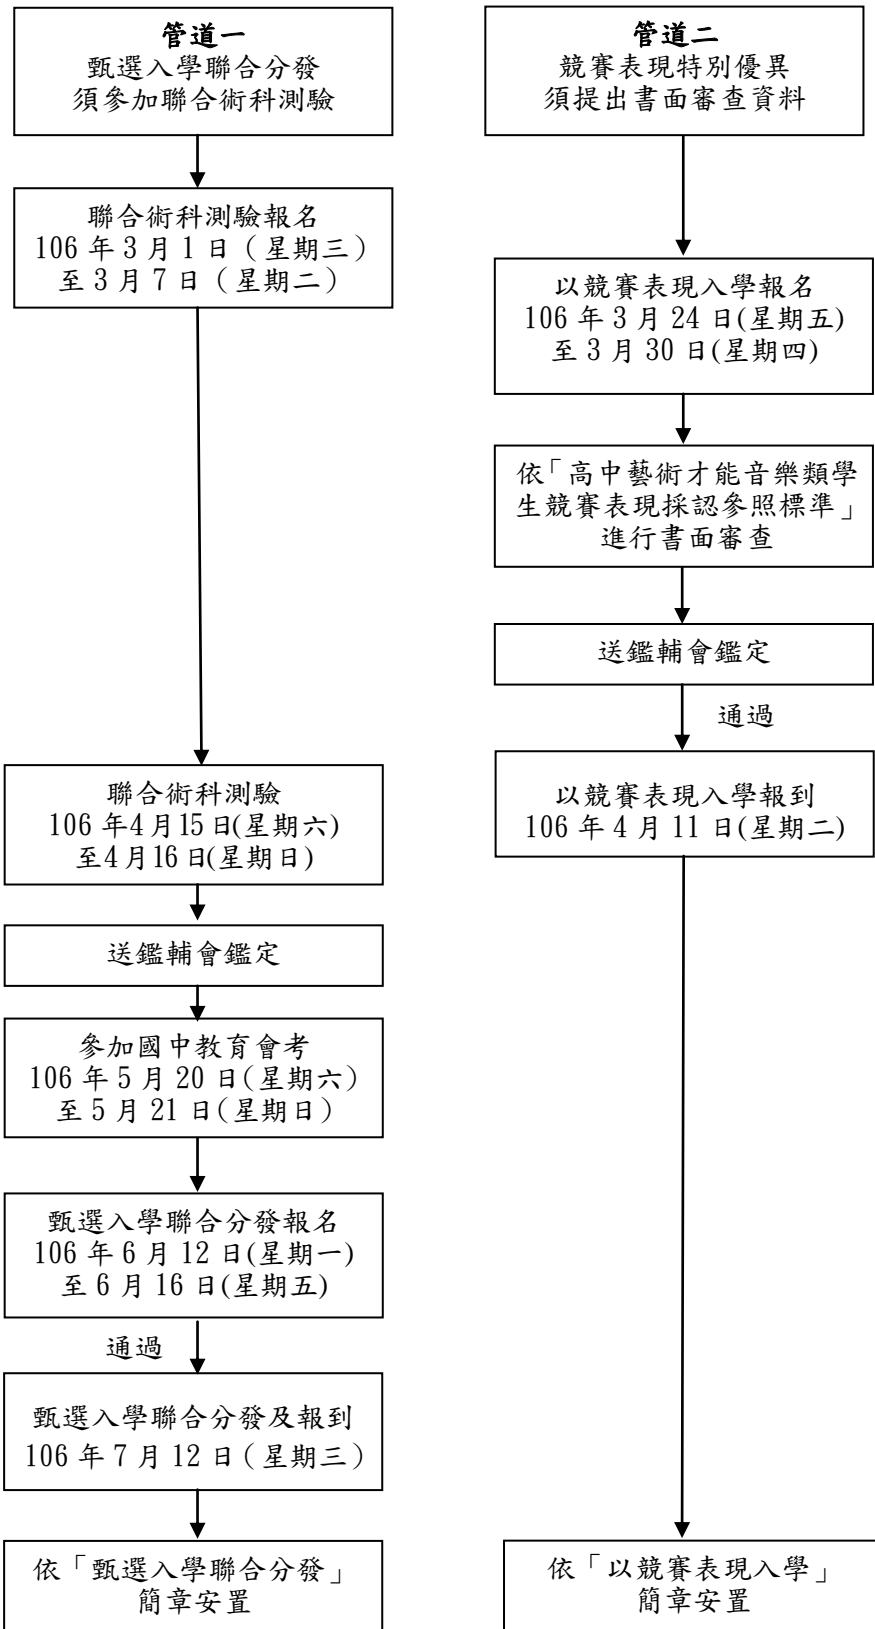 管道一
甄選入學聯合分發
須參加聯合術科測驗
聯合術科測驗報名
106 年 3 月 1 日（星期三）
至 3 月 7 日（星期二）
聯合術科測驗
106 年4 月15 日(星期六)
至4 月16 日(星期日)
送鑑輔會鑑定
參加國中教育會考
106 年 5 月 20 日(星期六)
至 5 月 21 日(星期日)
甄選入學聯合分發報名
106 年 6 月 12 日(星期一)
至 6 月 16 日(星期五)
通過
甄選入學聯合分發及報到
106 年 7 月 12 日（星期三）
依「甄選入學聯合分發」
簡章安置
管道二
競賽表現特別優異
須提出書面審查資料
以競賽表現入學報名
106 年 3 月 24 日(星期五)
至 3 月 30 日(星期四)
依「高中藝術才能音樂類學
生競賽表現採認參照標準」
進行書面審查
送鑑輔會鑑定
通過
以競賽表現入學報到
106 年 4 月 11 日(星期二)
依「以競賽表現入學」
簡章安置